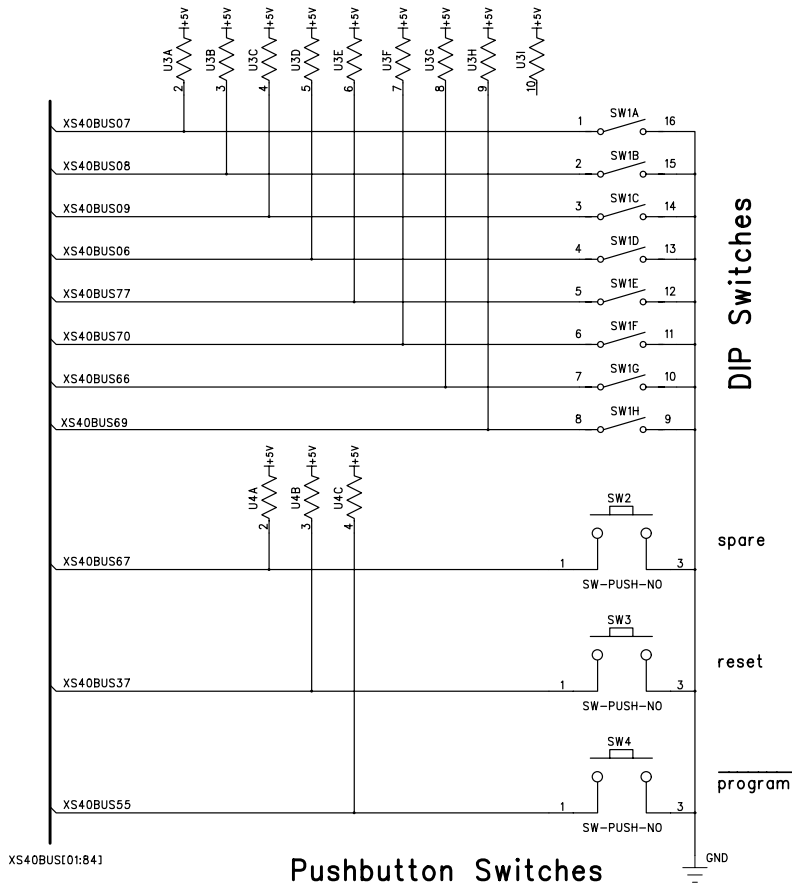 +5V +5V +5V +5V +5V +5V +5V +5V +5V
U3A U3B U3C U3D U3E U3F U3G U3H U3I
2 3 4 5 6 7 8 9 10
XS40BUS07 1 SW1A 16
XS40BUS08 2 SW1B 15
XS40BUS09 3 SW1C 14
XS40BUS06 4 SW1D 13
XS40BUS77 5 SW1E 12
XS40BUS70 6 SW1F 11
XS40BUS66 7 SW1G 10
XS40BUS69 8 SW1H 9
DIP Switches
+5V +5V +5V
U4A U4B U4C
2 3 4
SW2
spare
XS40BUS67 1 3
SW-PUSH-NO
SW3
reset
XS40BUS37 1 3
SW-PUSH-NO
SW4
program
XS40BUS55 1 3
SW-PUSH-NO
XS40BUS[01:84]
Pushbutton Switches
GND